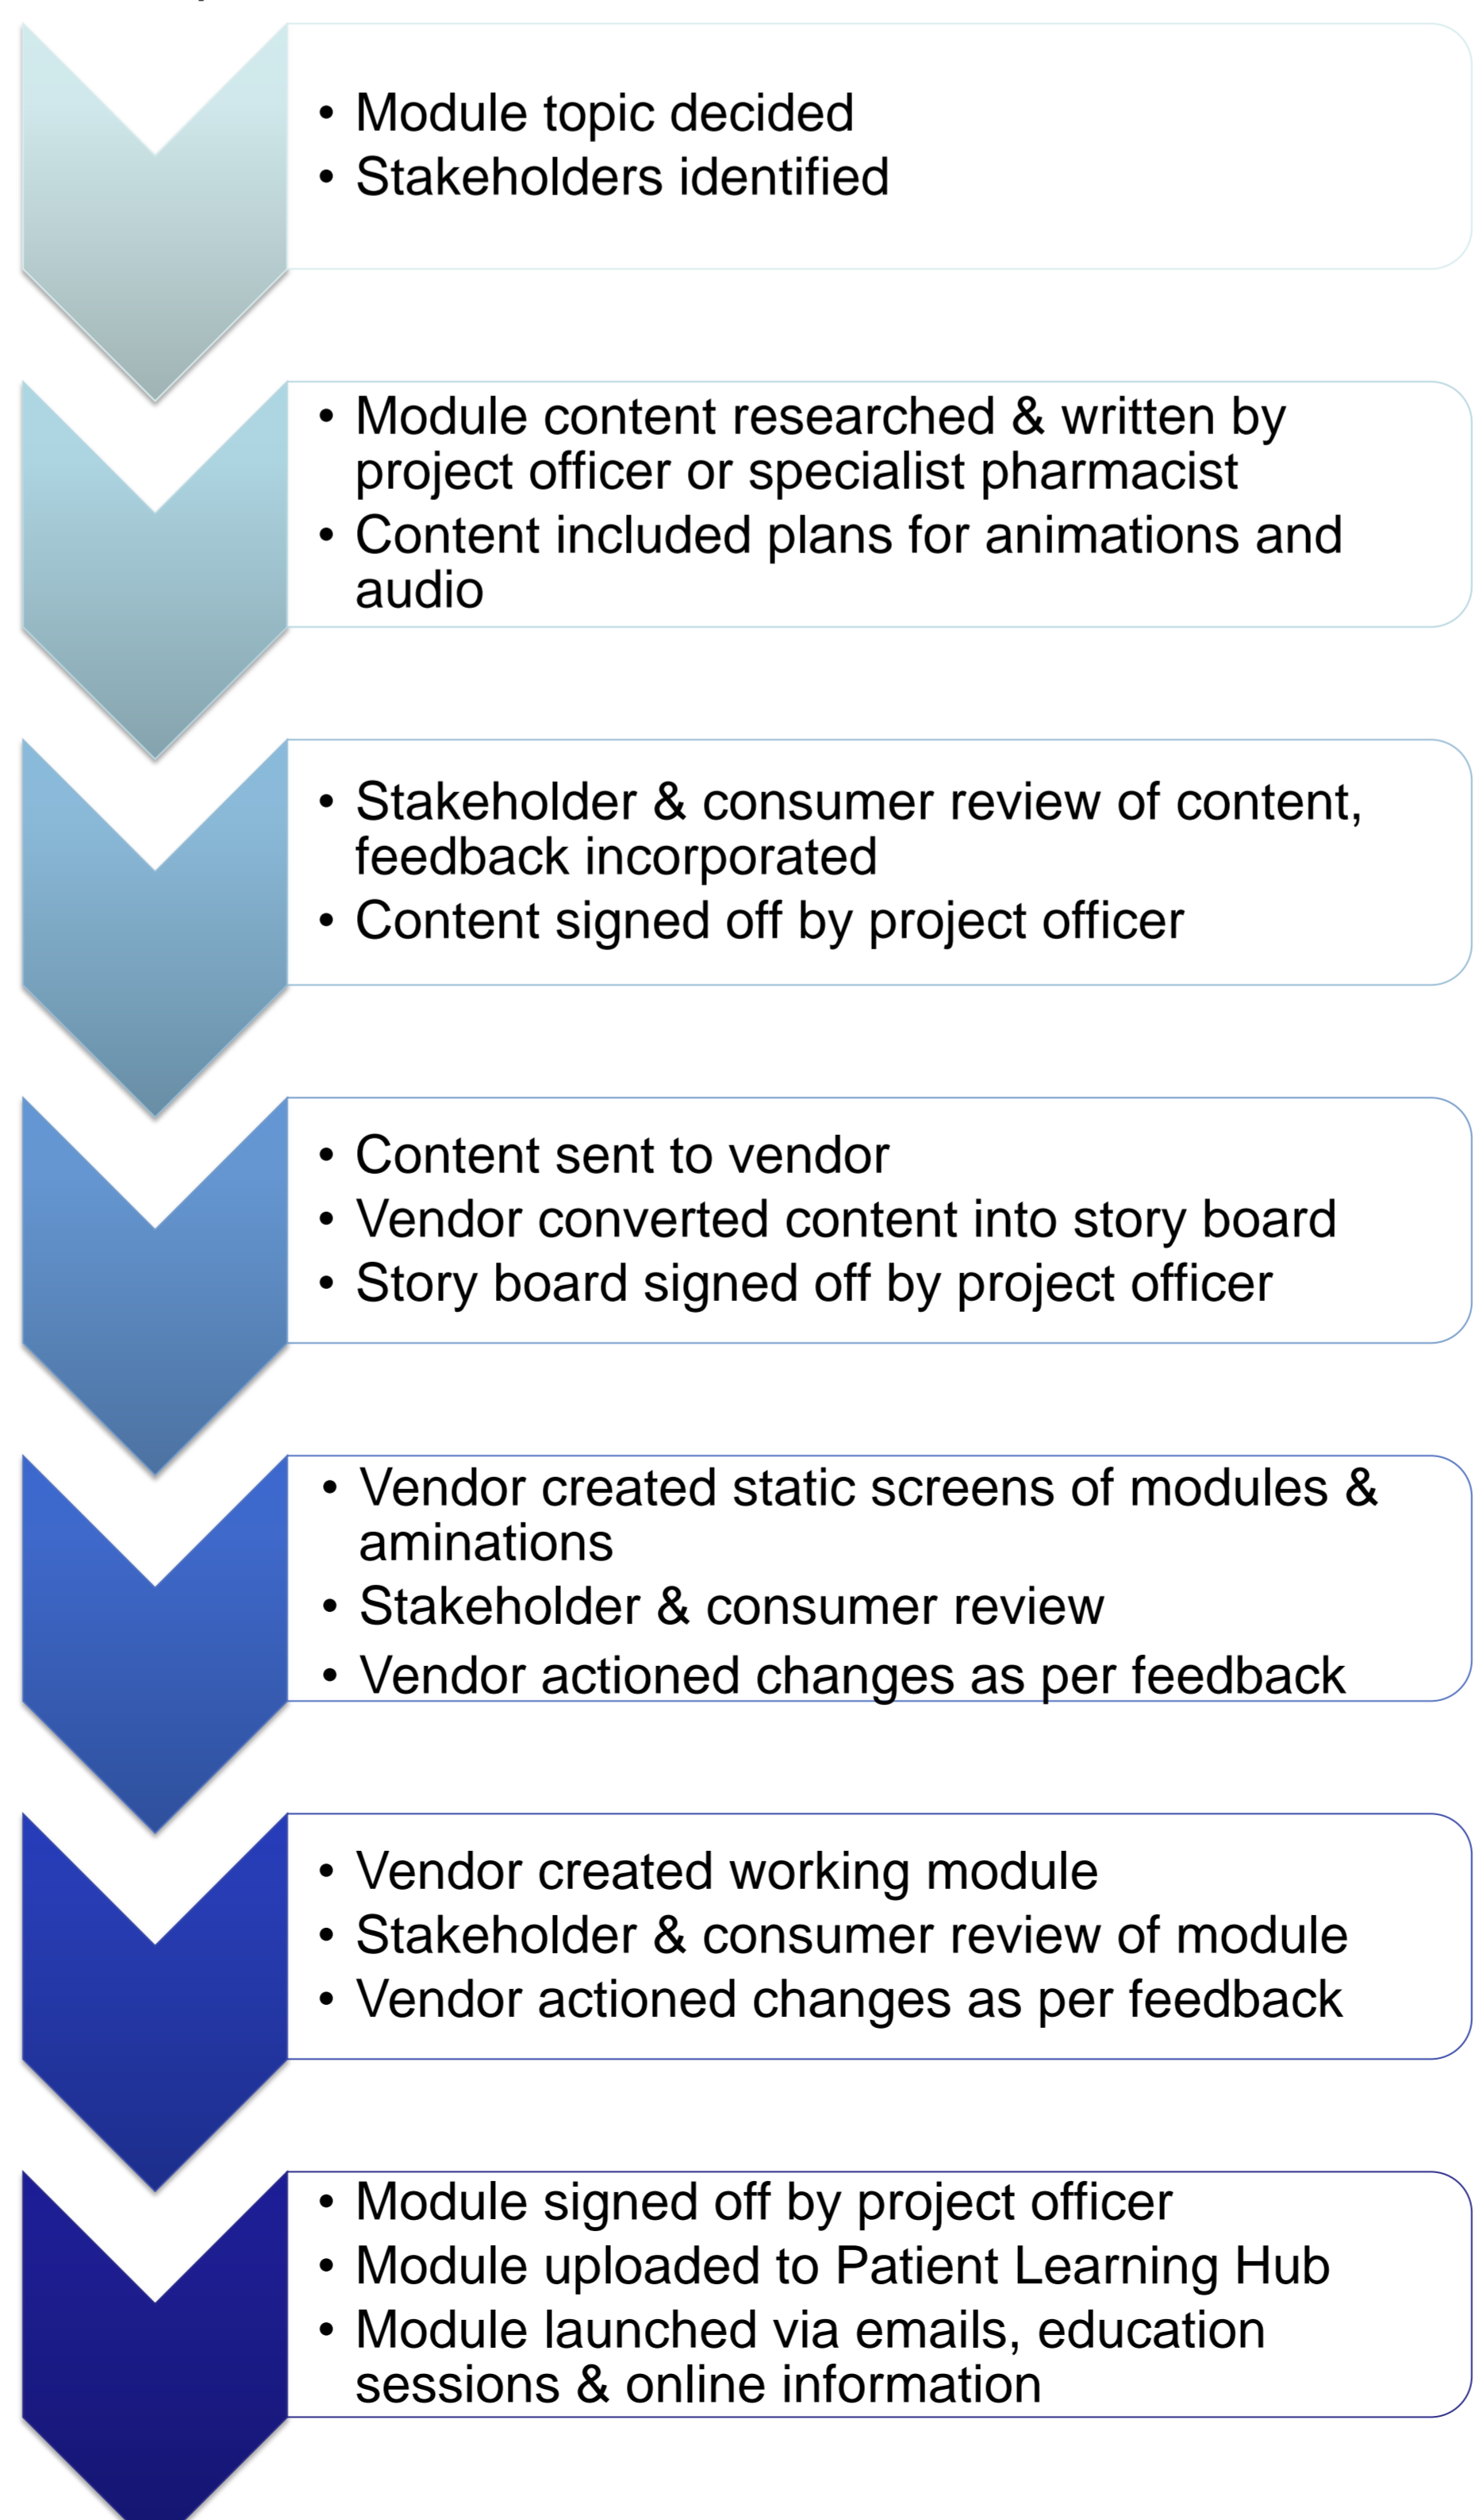 • Module topic decided
• Stakeholders identified
• Module content researched & written by
project officer or specialist pharmacist
• Content included plans for animations and
audio
• Stakeholder & consumer review of content,
feedback incorporated
• Content signed off by project officer
• Content sent to vendor
• Vendor converted content into story board
• Story board signed off by project officer
• Vendor created static screens of modules &
aminations
• Stakeholder & consumer review
• Vendor actioned changes as per feedback
• Vendor created working module
• Stakeholder & consumer review of module
• Vendor actioned changes as per feedback
• Module signed off by project officer
• Module uploaded to Patient Learning Hub
• Module launched via emails, education
sessions & online information